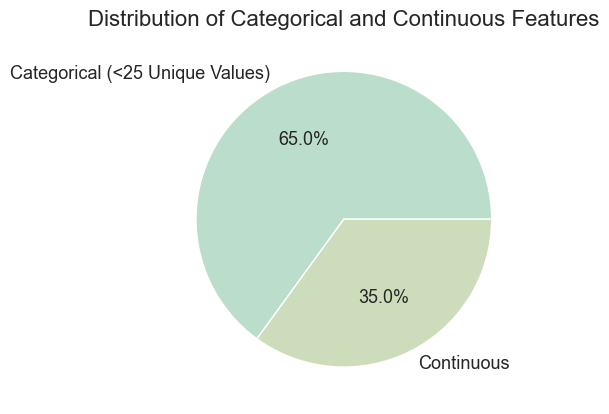 Distribution of Categorical and Continuous Features
Categorical (<25 Unique Values)
65.0%
35.0%
Continuous